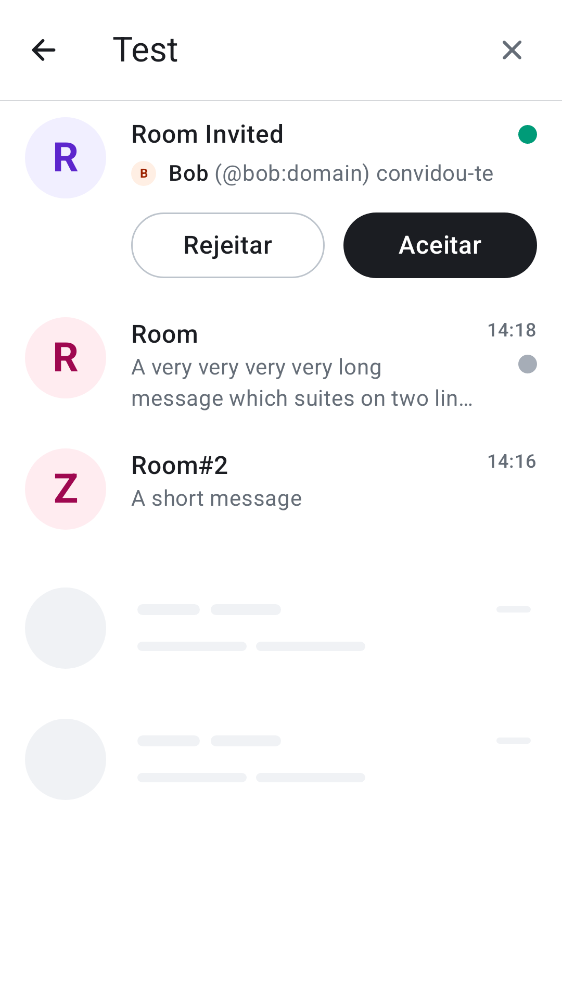 Test
R
Room Invited
B Bob (@bob:domain) convidou-te
Rejeitar
Aceitar
R
Room
14:18
A very very very very long
message which suites on two lin…
Z
Room#2
14:16
A short message